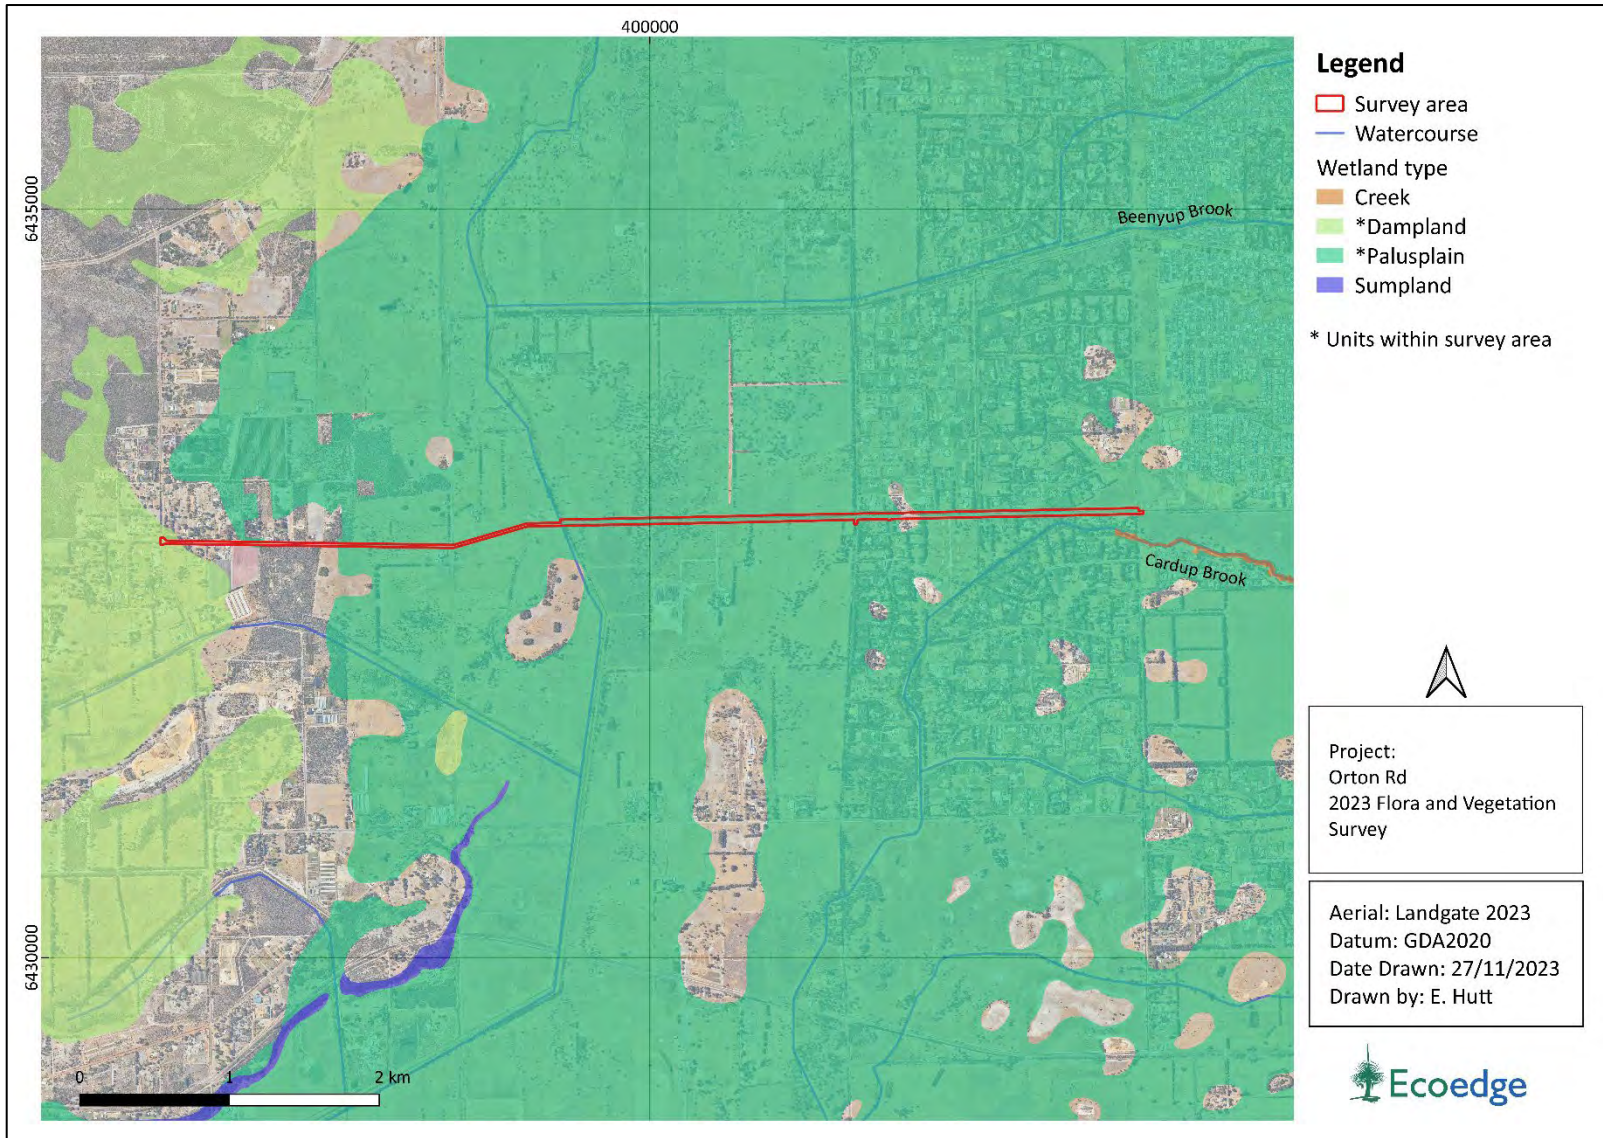 400000
6435000
6430000
Beenyup Brook
Cardup Brook
0 1 2 km
Legend
Survey area
Watercourse
Wetland type
Creek
*Dampland
*Palusplain
Sumpland
* Units within survey area
Project:
Orton Rd
2023 Flora and Vegetation
Survey
Aerial: Landgate 2023
Datum: GDA2020
Date Drawn: 27/11/2023
Drawn by: E. Hutt
Ecoedge